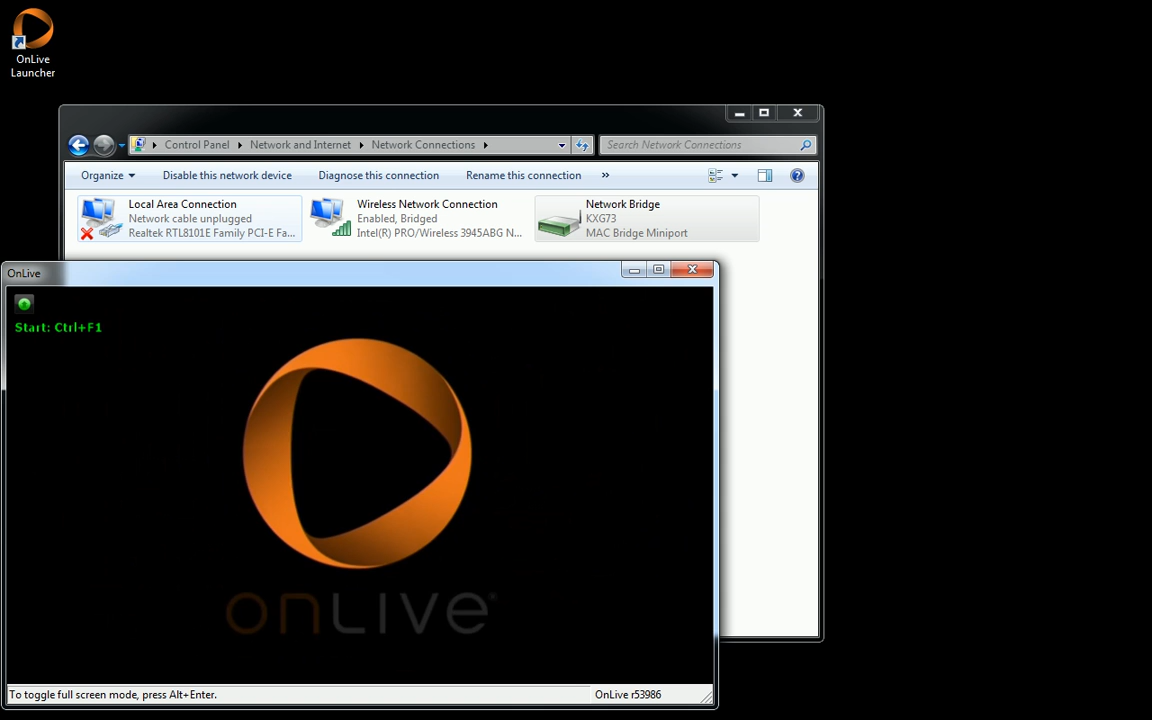 OnLive
Launcher
Control Panel
Network and Internet
Network Connections
Search Network Connections
Organize
Disable this network device
Diagnose this connection
Rename this connection
»
Local Area Connection
Network cable unplugged
Realtek RTL8101E Family PCI-E Fa...
Wireless Network Connection
Enabled, Bridged
Intel(R) PRO/Wireless 3945ABG N...
Network Bridge
KXG73
MAC Bridge Miniport
OnLive
Start: Ctrl+F1
onLIVE®
To toggle full screen mode, press Alt+Enter.
OnLive r53986